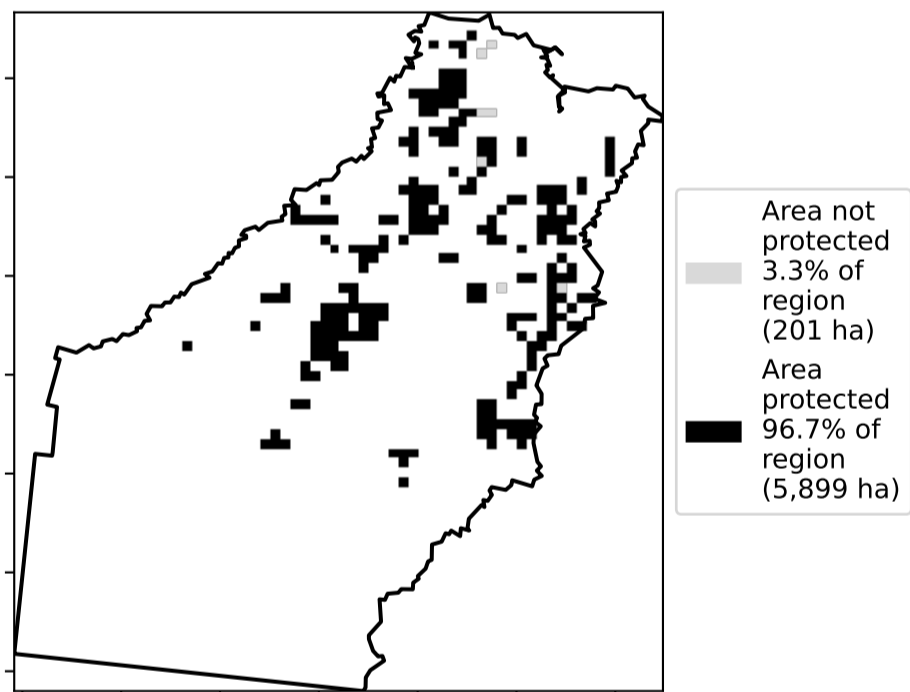 Area not
protected
3.3% of
region
(201 ha)
Area
protected
96.7% of
region
(5,899 ha)